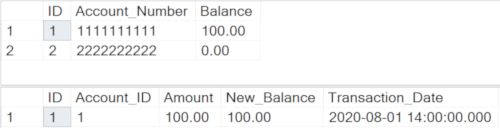 ID Account_Number Balance
1 1 1111111111 100.00
2 2 2222222222 0.00
ID Account_ID Amount New_Balance Transaction_Date
1 1 1 100.00 100.00 2020-08-01 14:00:00.000